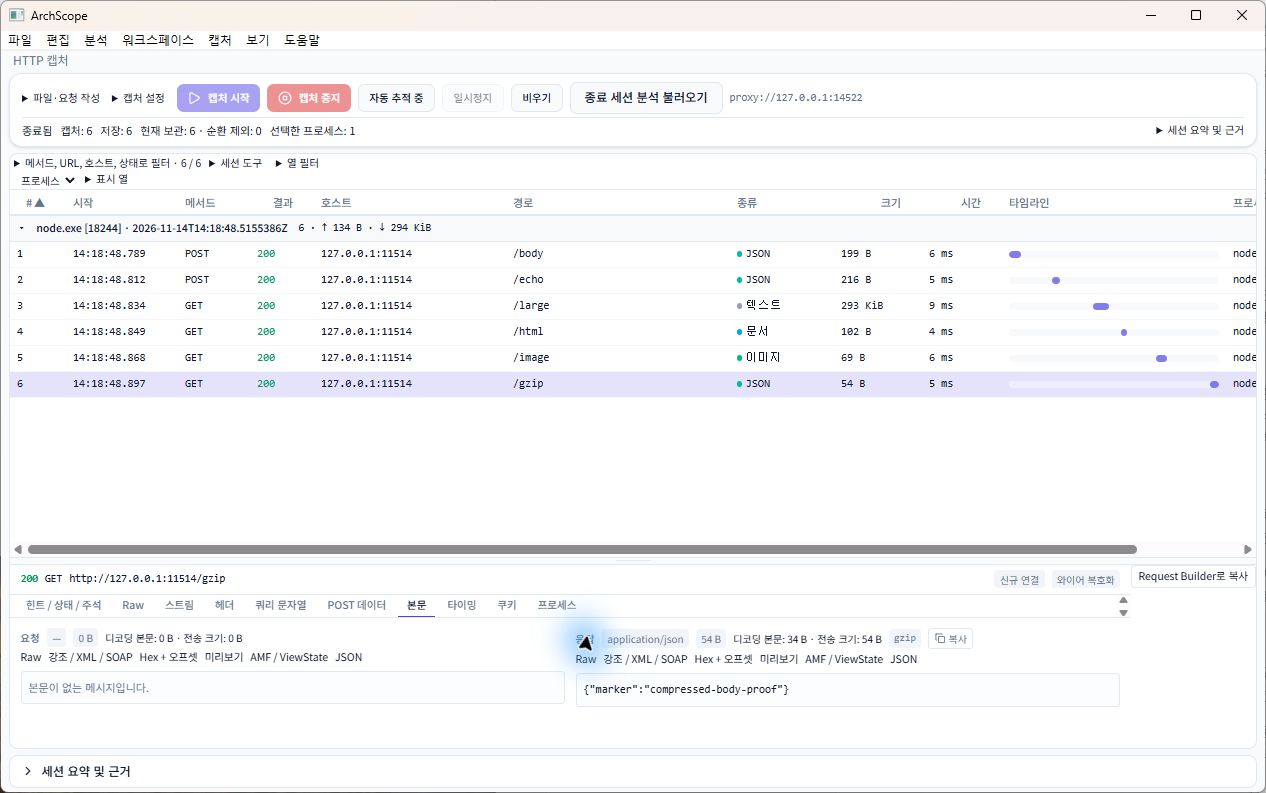 ArchScope
파일 편집 분석 워크스페이스 캡처 보기 도움말
HTTP 캡처
▶ 파일·요청 작성 ▶ 캡처 설정 캡처 시작 캡처 중지 자동 추적 중 일시정지 비우기 종료 세션 분석 불러오기 proxy://127.0.0.1:14522
종료됨 캡처: 6 저장: 6 현재 보관: 6 · 순환 제외: 0 선택한 프로세스: 1 ▶ 세션 요약 및 근거
▶ 메서드, URL, 호스트, 상태로 필터 · 6 / 6 ▶ 세션 도구 ▶ 열 필터
프로세스 ▶ 표시 열
# ▲ 시작 메서드 결과 호스트 경로 종류 크기 시간 타임라인
node.exe [18244] · 2026-11-14T14:18:48.5155386Z 6 · ↑ 134 B · ↓ 294 KiB
1 14:18:48.789 POST 200 127.0.0.1:11514 /body JSON 199 B 6 ms node
2 14:18:48.812 POST 200 127.0.0.1:11514 /echo JSON 216 B 5 ms node
3 14:18:48.834 GET 200 127.0.0.1:11514 /large 텍스트 293 KiB 9 ms node
4 14:18:48.849 GET 200 127.0.0.1:11514 /html 문서 102 B 4 ms node
5 14:18:48.868 GET 200 127.0.0.1:11514 /image 이미지 69 B 6 ms node
6 14:18:48.897 GET 200 127.0.0.1:11514 /gzip JSON 54 B 5 ms node
200 GET http://127.0.0.1:11514/gzip 신규 연결 와이어 복호화 Request Builder로 복사
힌트 / 상태 / 주석 Raw 스트림 헤더 쿼리 문자열 POST 데이터 본문 타이밍 쿠키 프로세스
요청 — 0 B 디코딩 본문: 0 B · 전송 크기: 0 B
Raw 강조 / XML / SOAP Hex + 오프셋 미리보기 AMF / ViewState JSON
본문이 없는 메시지입니다.
application/json 54 B 디코딩 본문: 34 B · 전송 크기: 54 B gzip 복사
Raw 강조 / XML / SOAP Hex + 오프셋 미리보기 AMF / ViewState JSON
{"marker":"compressed-body-proof"}
세션 요약 및 근거